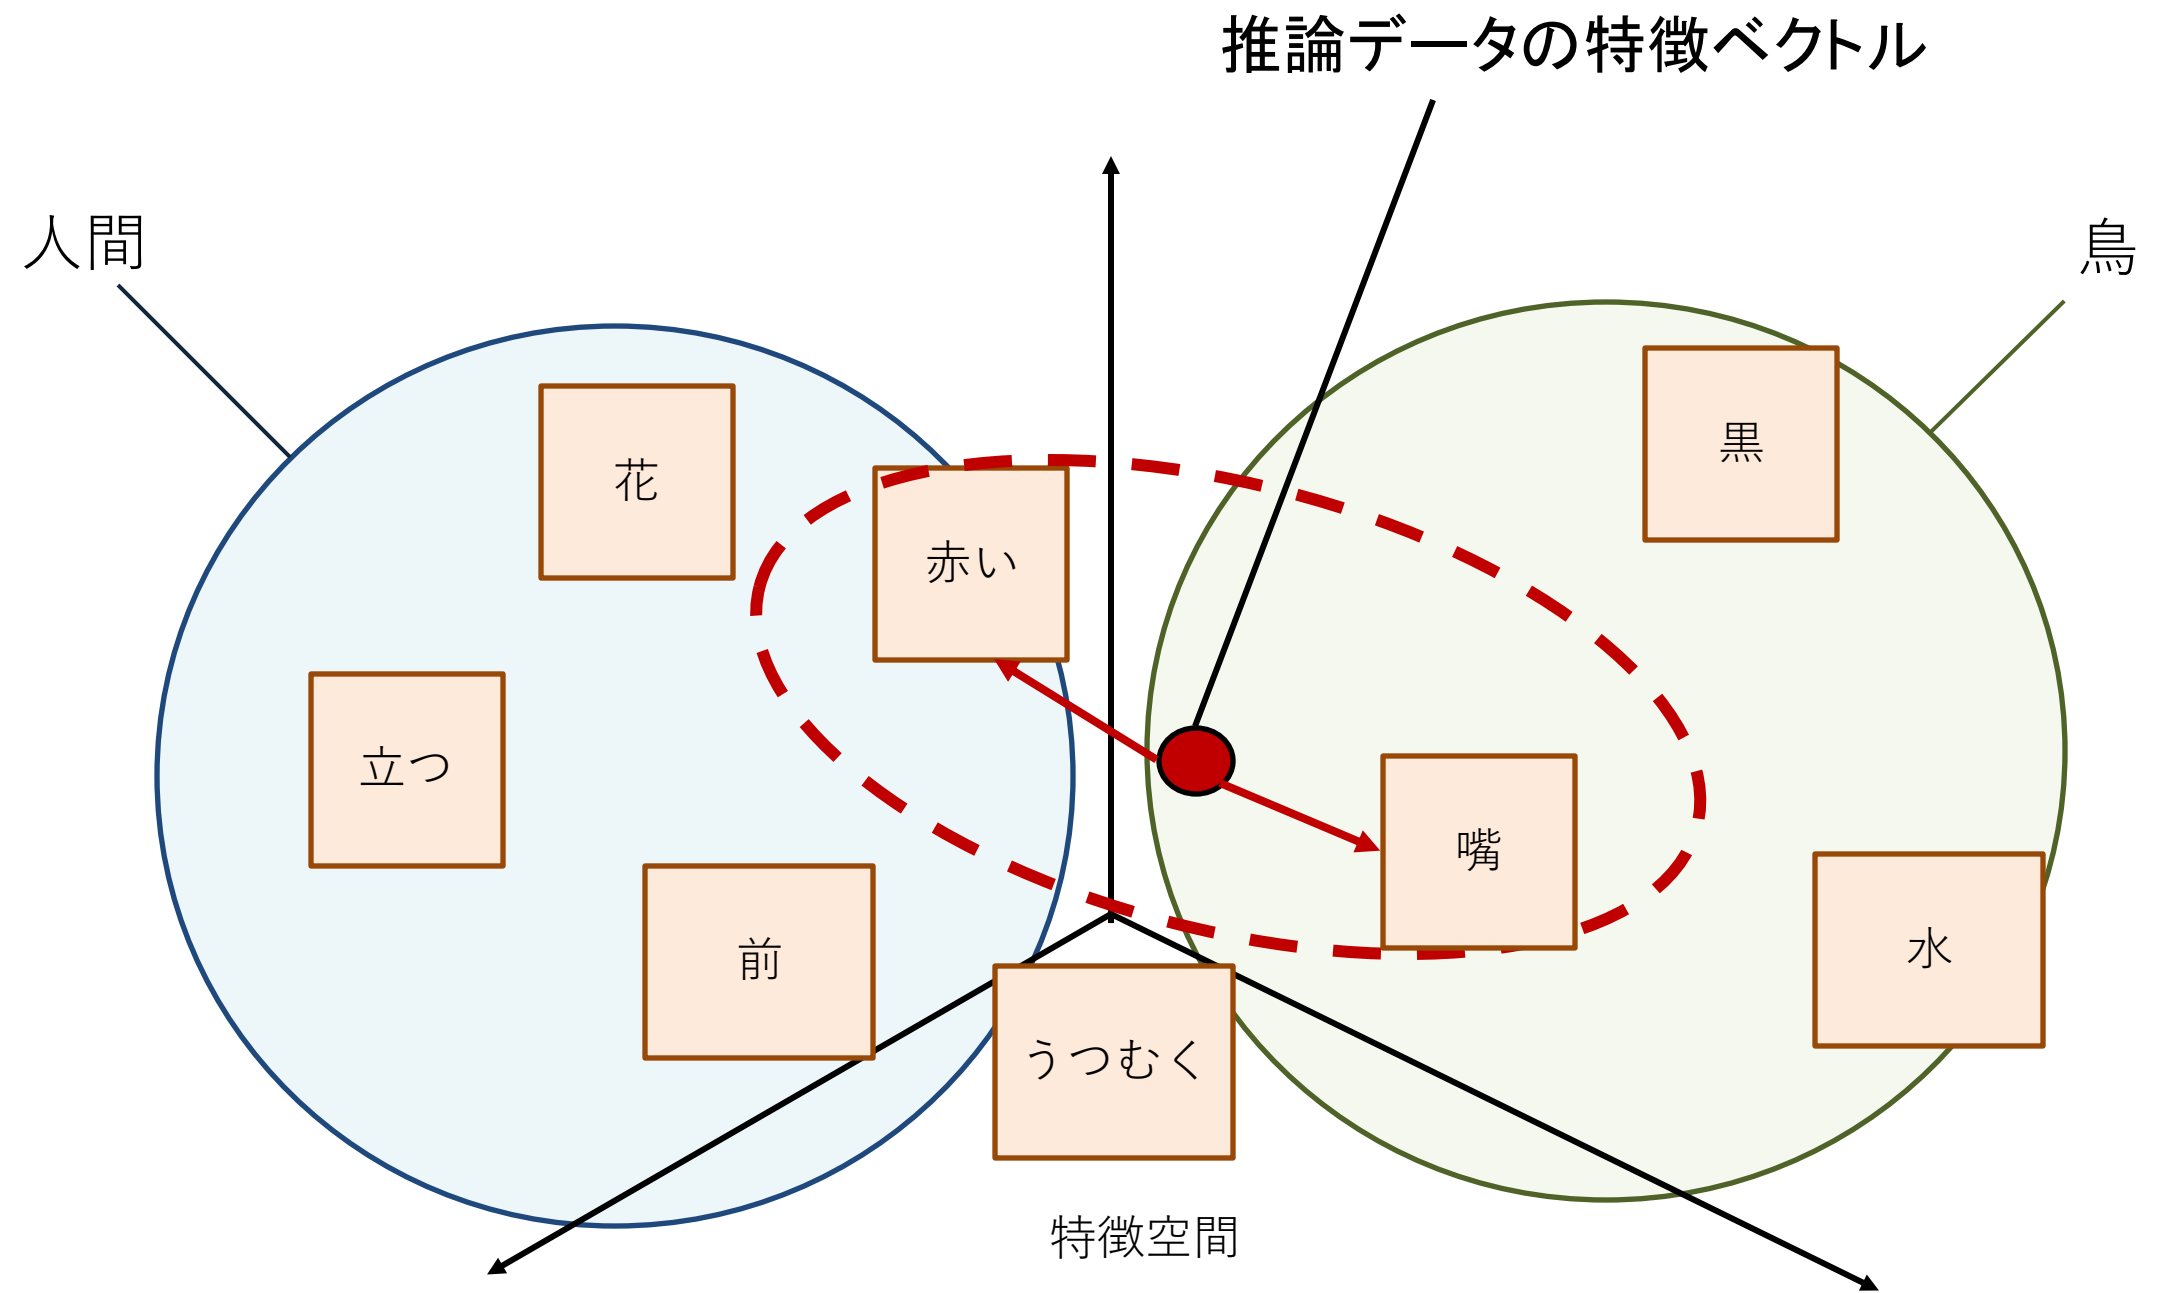 推論データの特徴ベクトル
人間
鳥
花
黒
赤い
立つ
嘴
前
水
うつむく
特徴空間